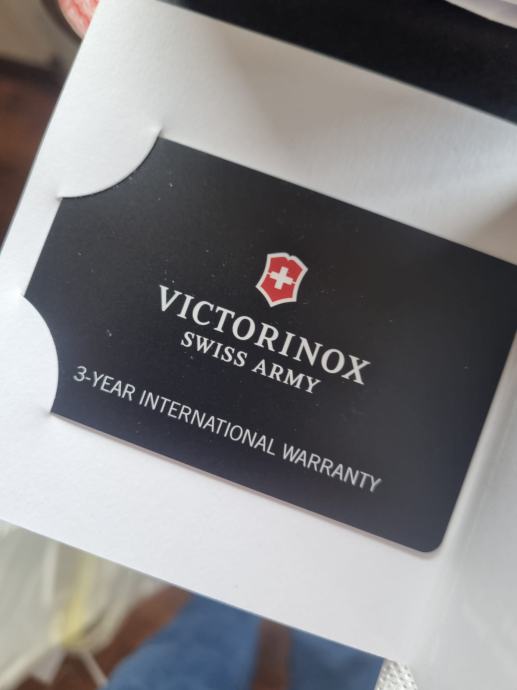 VICTORINOX
SWISS ARMY
3-YEAR INTERNATIONAL WARRANTY